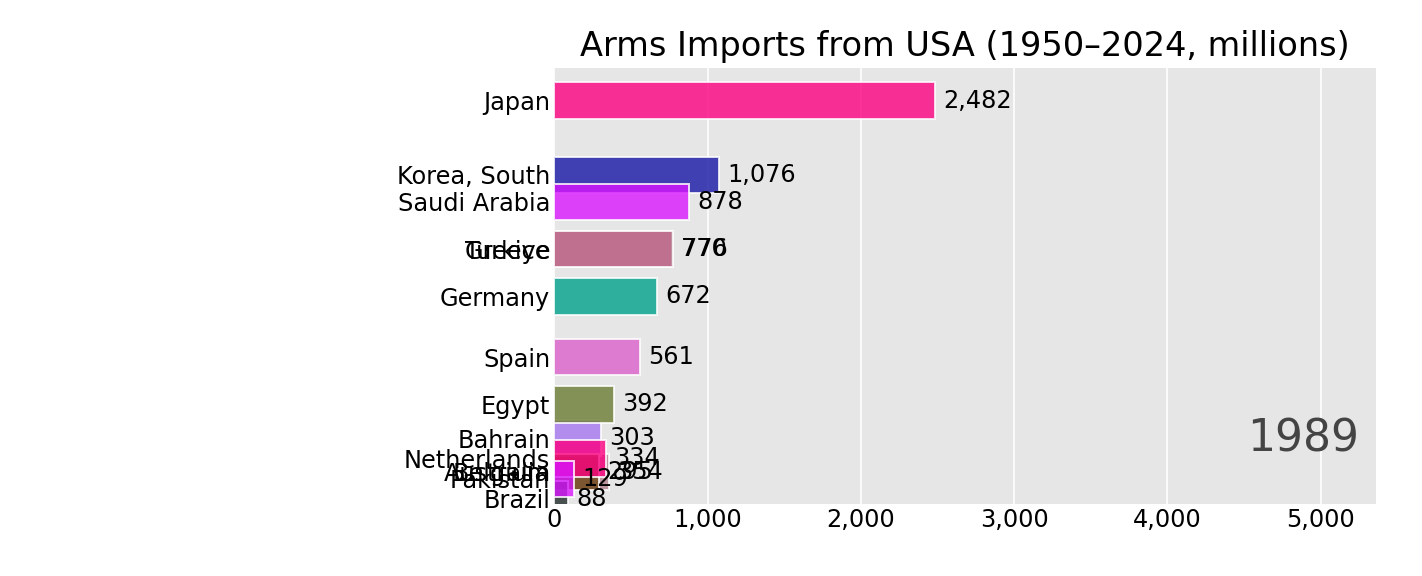 Arms Imports from USA (1950–2024, millions)
Japan 2,482
Korea, South 1,076
Saudi Arabia 878
Türkiye
Greece
776
Germany 672
Spain 561
Egypt 392
Bahrain 303
Netherlands 334
Pakistan 129
Brazil 88
1989
0 1,000 2,000 3,000 4,000 5,000